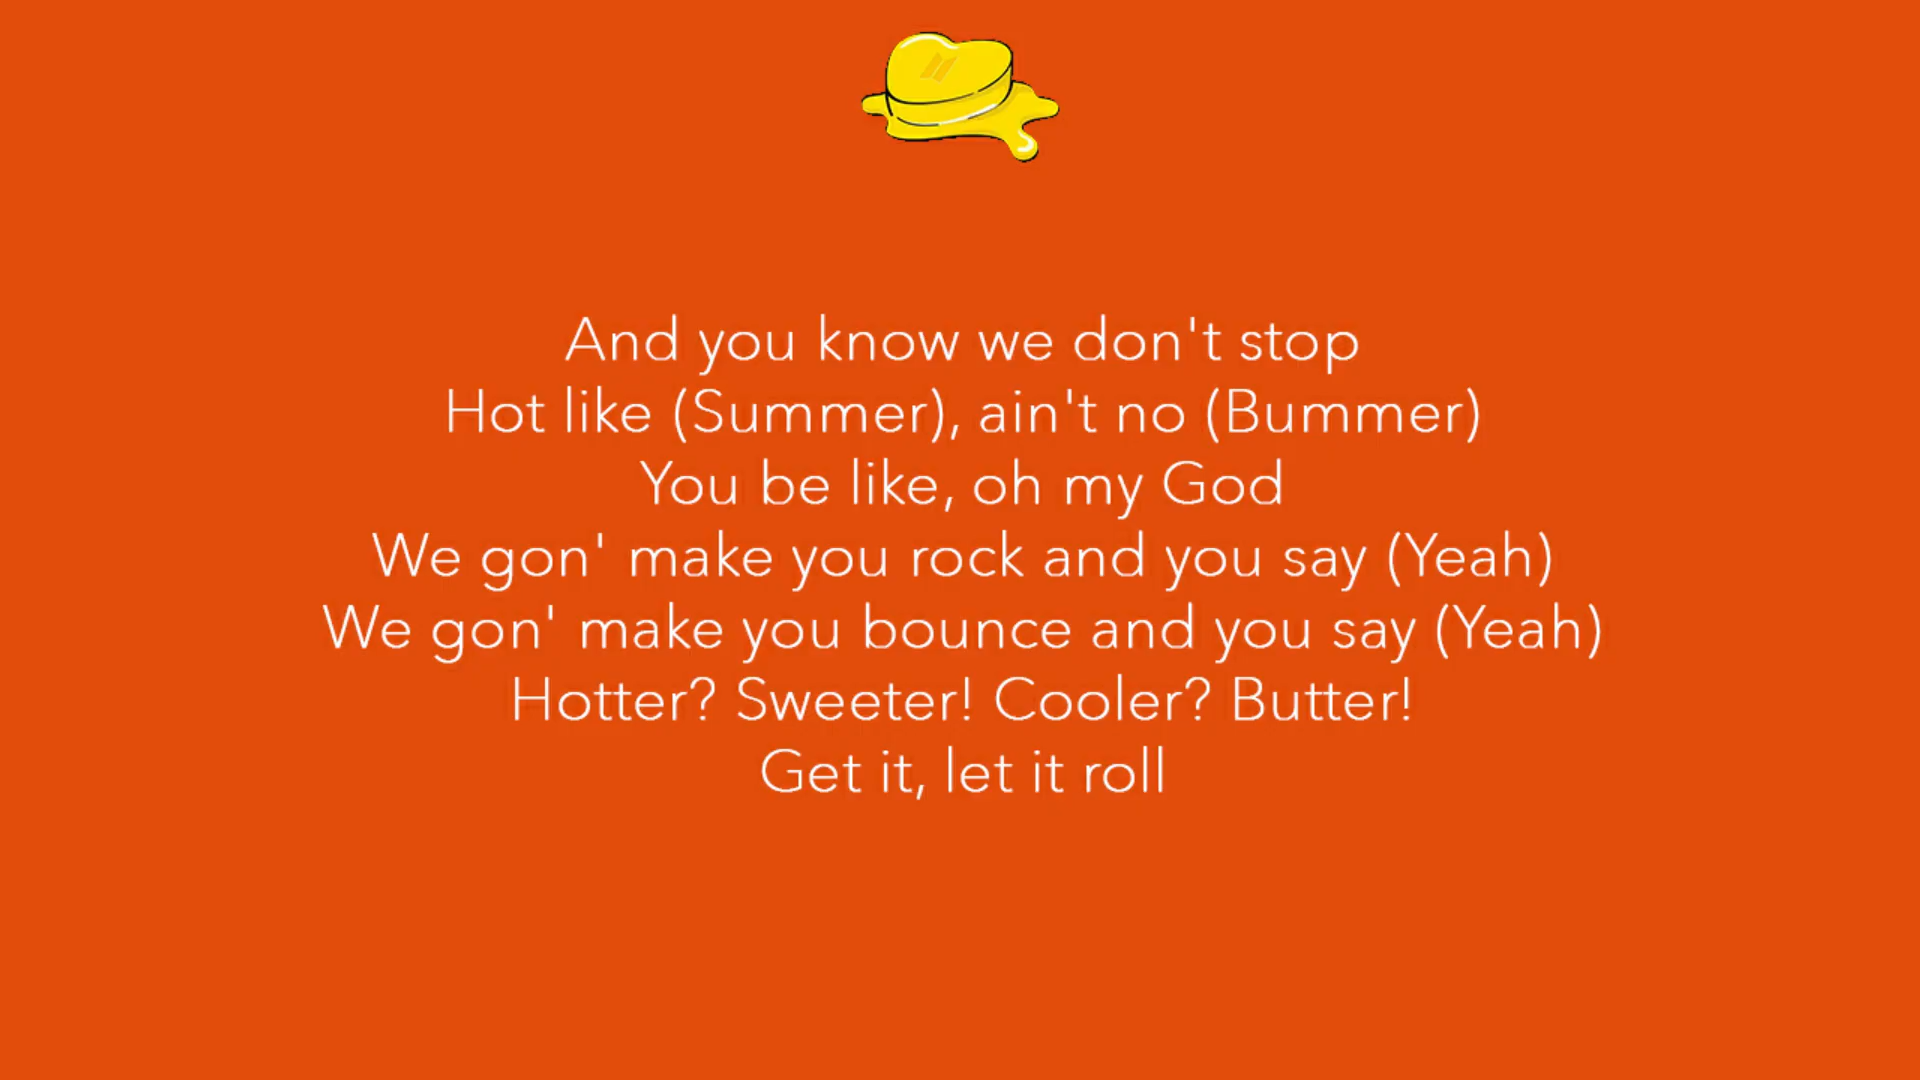 And you know we don't stop
Hot like (Summer), ain't no (Bummer)
You be like, oh my God
We gon' make you rock and you say (Yeah)
We gon' make you bounce and you say (Yeah)
Hotter? Sweeter! Cooler? Butter!
Get it, let it roll